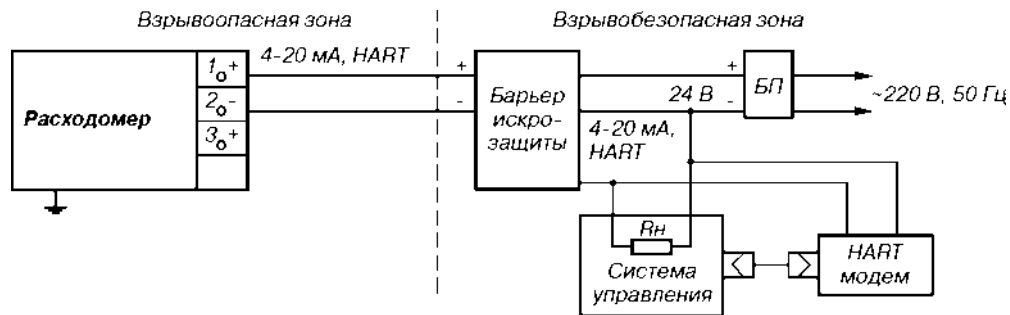 Взрывоопасная зона
Взрывобезопасная зона
1 +
4-20 мА, HART
+
+
2 -
-
24 В
-
БП
~220 В, 50 Гц
Расходомер
3 +
Барьер
искро-
защиты
4-20 мА,
HART
Rн
Система
управления
HART
модем